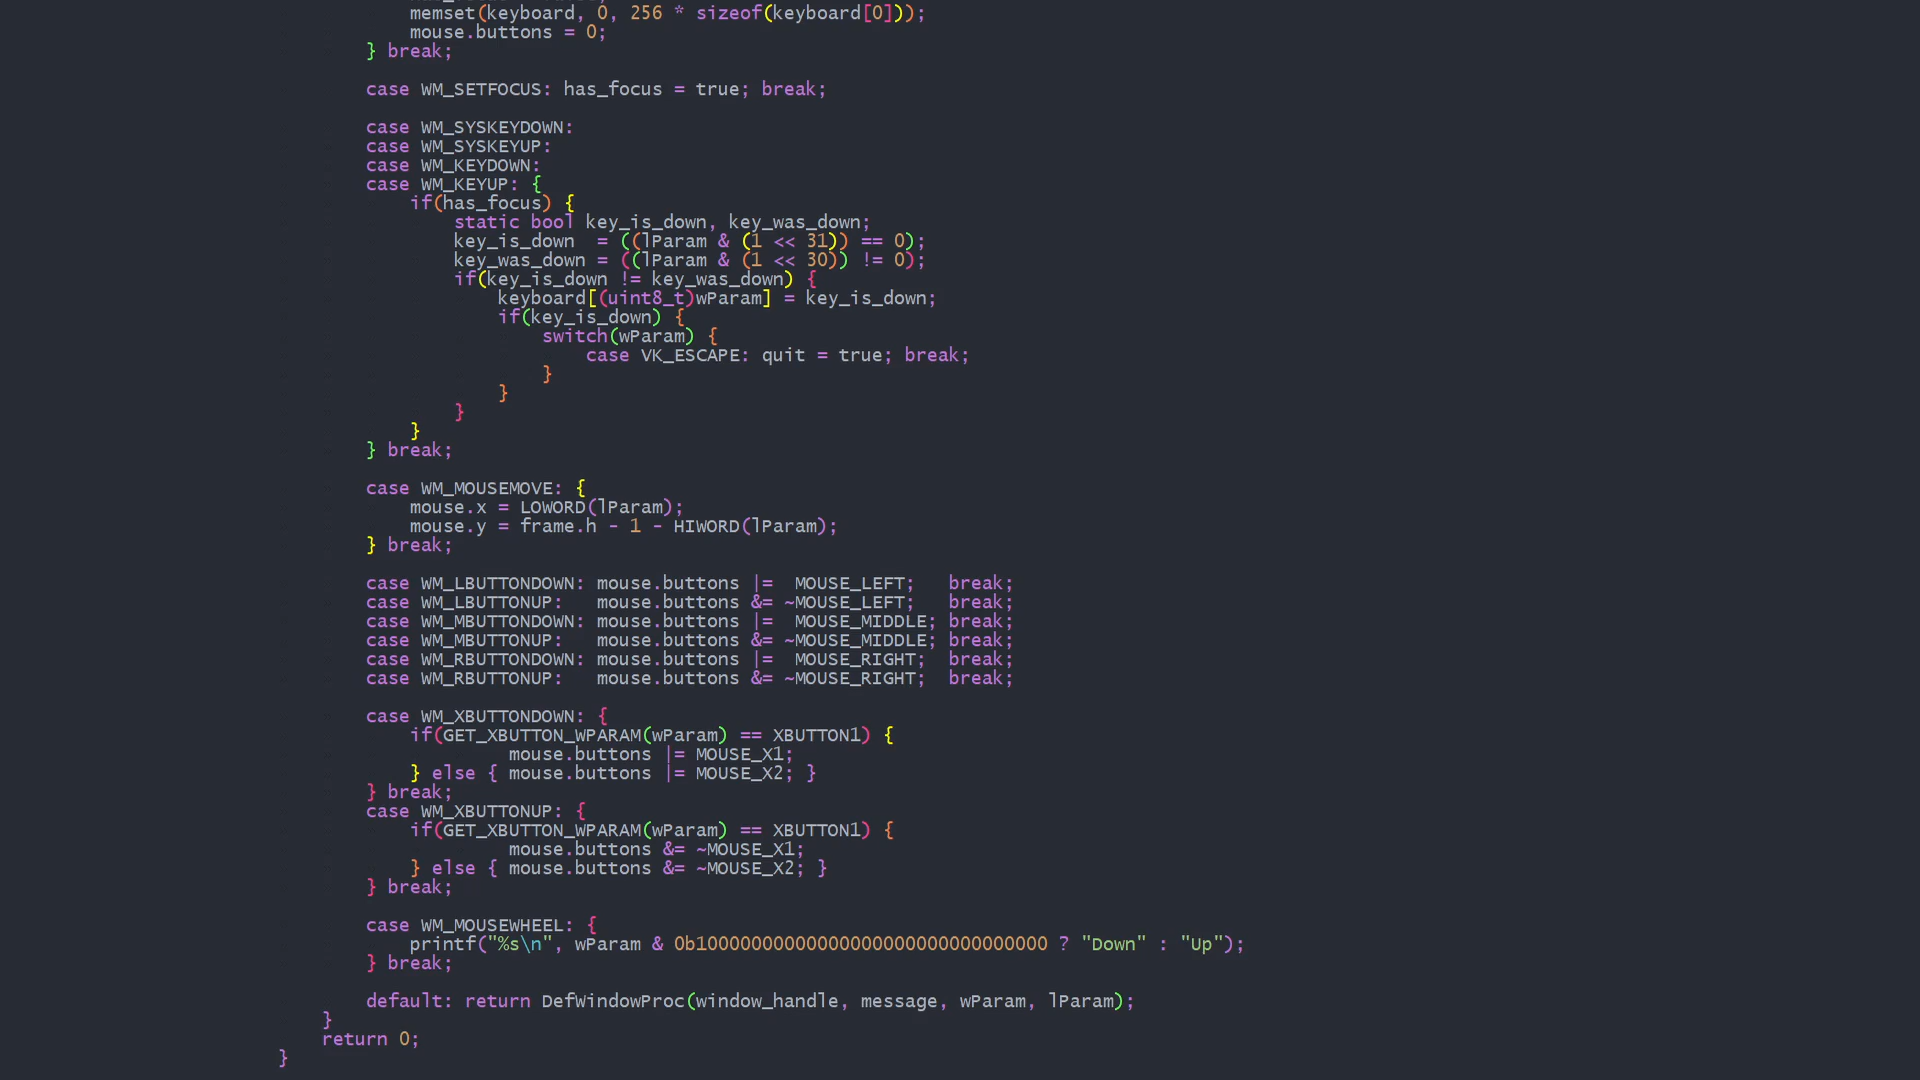 memset(keyboard, 0, 256 * sizeof(keyboard[0]));
mouse.buttons = 0;
} break;
case WM_SETFOCUS: has_focus = true; break;
case WM_SYSKEYDOWN:
case WM_SYSKEYUP:
case WM_KEYDOWN:
case WM_KEYUP: {
if(has_focus) {
static bool key_is_down, key_was_down;
key_is_down  = ((lParam & (1 << 31)) == 0);
key_was_down = ((lParam & (1 << 30)) != 0);
if(key_is_down != key_was_down) {
keyboard[(uint8_t)wParam] = key_is_down;
if(key_is_down) {
switch(wParam) {
case VK_ESCAPE: quit = true; break;
}
}
}
}
} break;
case WM_MOUSEMOVE: {
mouse.x = LOWORD(lParam);
mouse.y = frame.h - 1 - HIWORD(lParam);
} break;
case WM_LBUTTONDOWN: mouse.buttons |=  MOUSE_LEFT;   break;
case WM_LBUTTONUP:   mouse.buttons &= ~MOUSE_LEFT;   break;
case WM_MBUTTONDOWN: mouse.buttons |=  MOUSE_MIDDLE; break;
case WM_MBUTTONUP:   mouse.buttons &= ~MOUSE_MIDDLE; break;
case WM_RBUTTONDOWN: mouse.buttons |=  MOUSE_RIGHT;  break;
case WM_RBUTTONUP:   mouse.buttons &= ~MOUSE_RIGHT;  break;
case WM_XBUTTONDOWN: {
if(GET_XBUTTON_WPARAM(wParam) == XBUTTON1) {
mouse.buttons |= MOUSE_X1;
} else { mouse.buttons |= MOUSE_X2; }
} break;
case WM_XBUTTONUP: {
if(GET_XBUTTON_WPARAM(wParam) == XBUTTON1) {
mouse.buttons &= ~MOUSE_X1;
} else { mouse.buttons &= ~MOUSE_X2; }
} break;
case WM_MOUSEWHEEL: {
printf("%s\n", wParam & 0b10000000000000000000000000000000 ? "Down" : "Up");
} break;
default: return DefWindowProc(window_handle, message, wParam, lParam);
}
return 0;
}